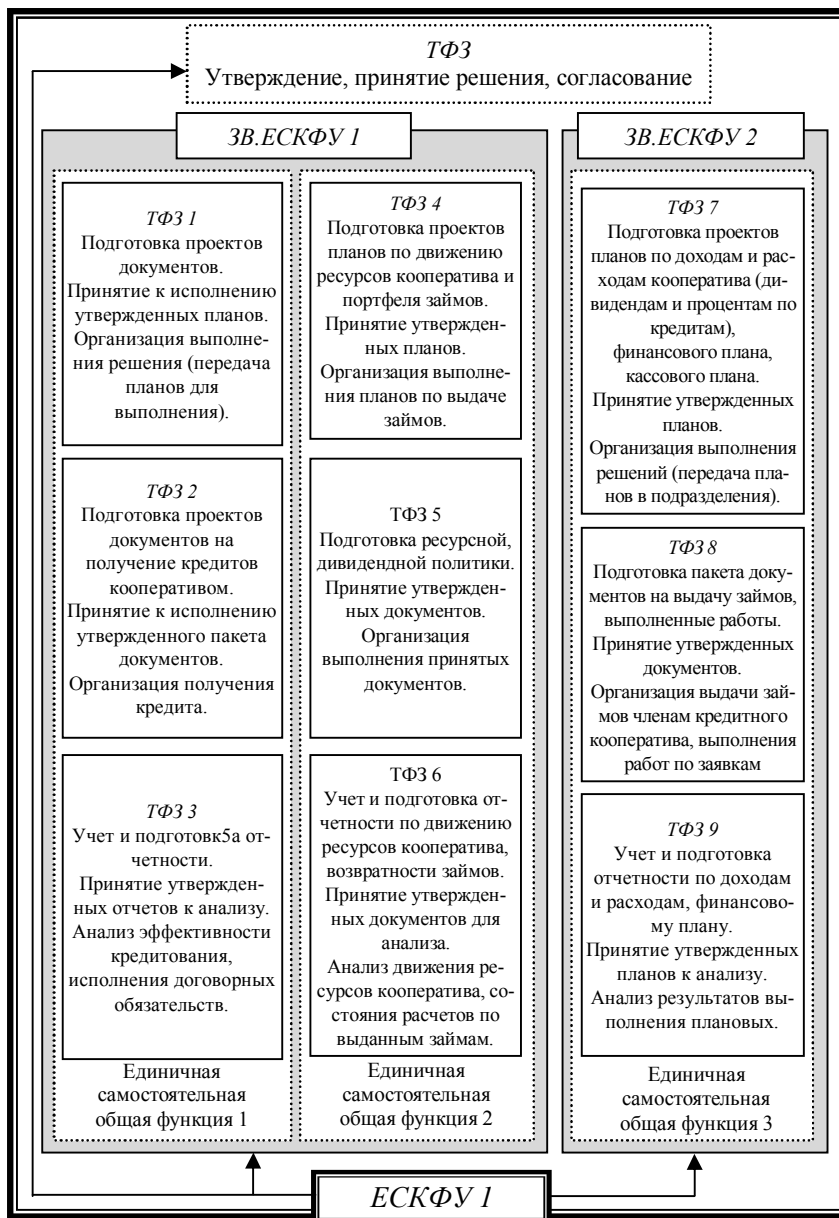 ТФЗ
Утверждение, принятие решения, согласование
ЗВ.ЕСКФУ 1
ТФЗ 1
Подготовка проектов
документов.
Принятие к исполнению
утвержденных планов.
Организация выполне-
ния решения (передача
планов для
выполнения).
ТФЗ 2
Подготовка проектов
документов на
получение кредитов
кооперативом.
Принятие к исполнению
утвержденного пакета
документов.
Организация получения
кредита.
ТФЗ 3
Учет и подготовк5а от-
четности.
Принятие утвержден-
ных отчетов к анализу.
Анализ эффективности
кредитования,
исполнения договорных
обязательств.
Единичная
самостоятельная
общая функция 1
ТФЗ 4
Подготовка проектов
планов по движению
ресурсов кооператива и
портфеля займов.
Принятие утвержден-
ных планов.
Организация выполне-
ния планов по выдаче
займов.
ТФЗ 5
Подготовка ресурсной,
дивидендной политики.
Принятие утвержден-
ных документов.
Организация
выполнения принятых
документов.
ТФЗ 6
Учет и подготовка от-
четности по движению
ресурсов кооператива,
возвратности займов.
Принятие утвержден-
ных документов для
анализа.
Анализ движения ре-
сурсов кооператива, со-
стояния расчетов по
выданным займам.
Единичная
самостоятельная
общая функция 2
ЗВ.ЕСКФУ 2
ТФЗ 7
Подготовка проектов
планов по доходам и рас-
ходам кооператива (ди-
видендам и процентам по
кредитам),
финансового плана,
кассового плана.
Принятие утвержденных
планов.
Организация выполнения
решений (передача пла-
нов в подразделения).
ТФЗ 8
Подготовка пакета доку-
ментов на выдачу займов,
выполненные работы.
Принятие утвержденных
документов.
Организация выдачи зай-
мов членам кредитного
кооператива, выполнения
работ по заявкам
ТФЗ 9
Учет и подготовка
отчетности по доходам
и расходам, финансово-
му плану.
Принятие утвержденных
планов к анализу.
Анализ результатов вы-
полнения плановых.
Единичная
самостоятельная
общая функция 3
ЕСКФУ 1